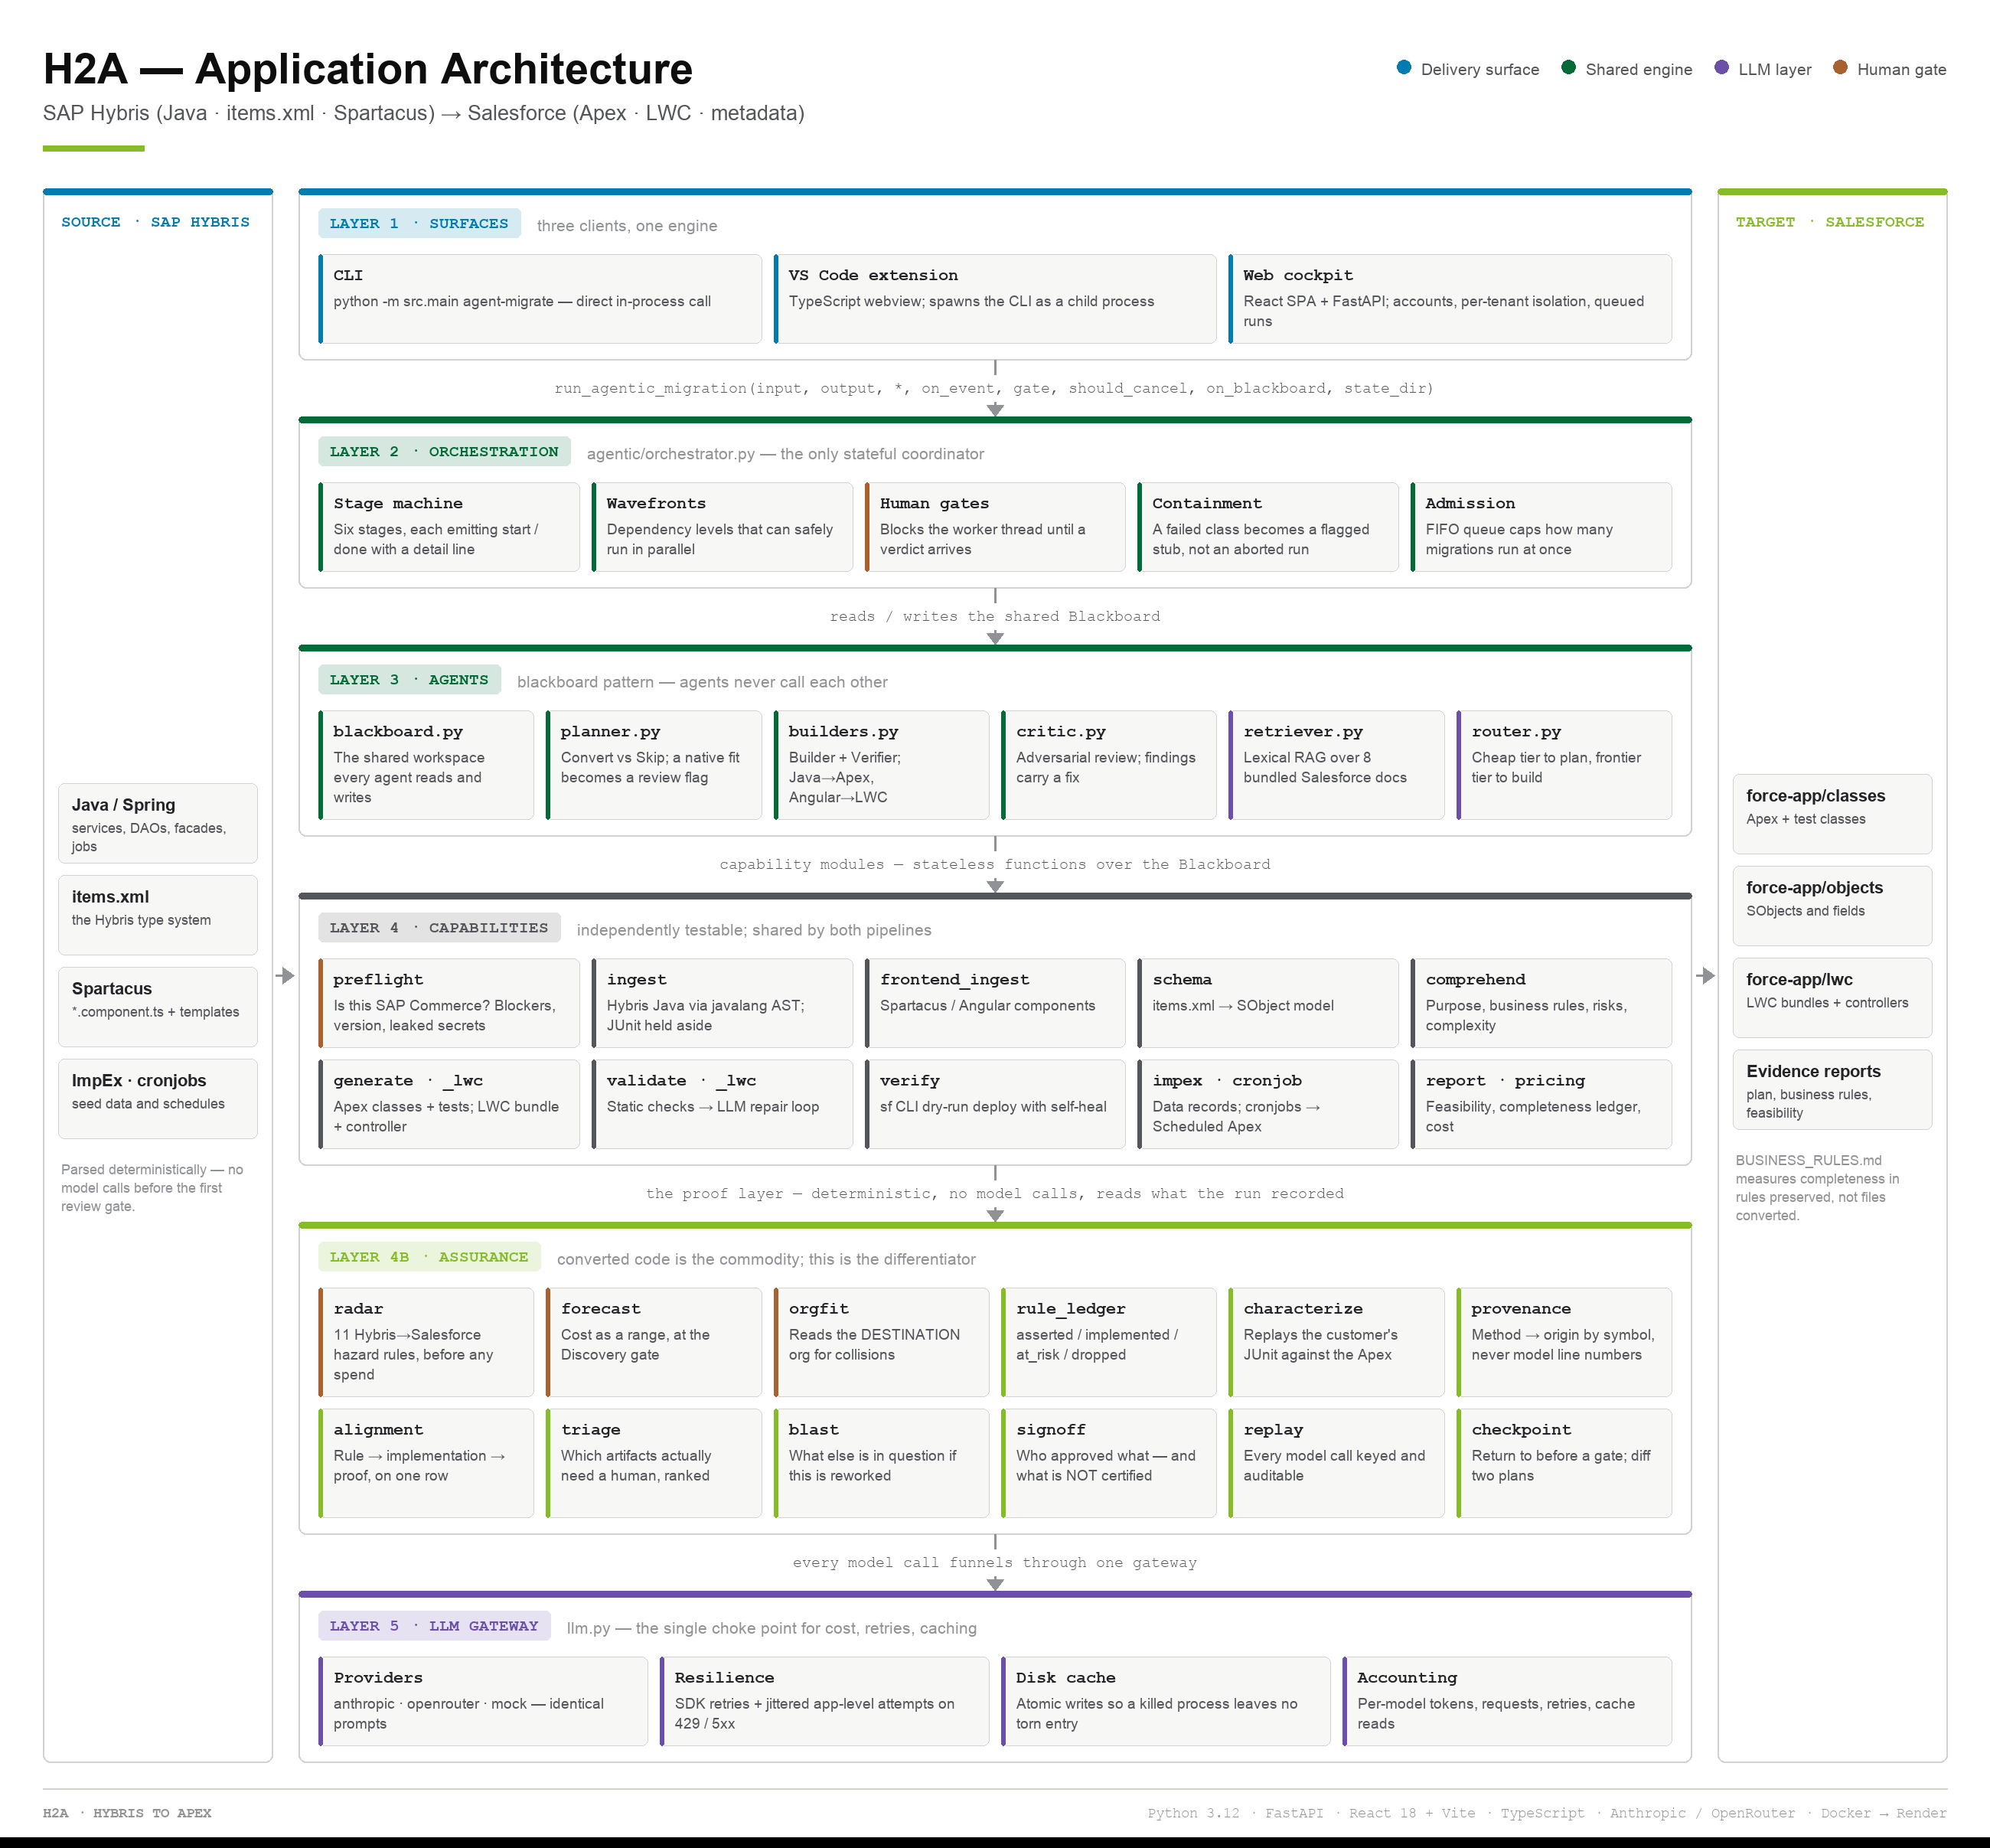 H2A — Application Architecture
SAP Hybris (Java · items.xml · Spartacus) → Salesforce (Apex · LWC · metadata)
Delivery surface
Shared engine
LLM layer
Human gate
SOURCE · SAP HYBRIS
Java / Spring
services, DAOs, facades,
jobs
items.xml
the Hybris type system
Spartacus
*.component.ts + templates
ImpEx · cronjobs
seed data and schedules
Parsed deterministically — no
model calls before the first
review gate.
LAYER 1 · SURFACES
three clients, one engine
CLI
python -m src.main agent-migrate — direct in-process call
VS Code extension
TypeScript webview; spawns the CLI as a child process
Web cockpit
React SPA + FastAPI; accounts, per-tenant isolation, queued
runs
run_agentic_migration(input, output, *, on_event, gate, should_cancel, on_blackboard, state_dir)
LAYER 2 · ORCHESTRATION
agentic/orchestrator.py — the only stateful coordinator
Stage machine
Six stages, each emitting start /
done with a detail line
Wavefronts
Dependency levels that can safely
run in parallel
Human gates
Blocks the worker thread until a
verdict arrives
Containment
A failed class becomes a flagged
stub, not an aborted run
Admission
FIFO queue caps how many
migrations run at once
reads / writes the shared Blackboard
LAYER 3 · AGENTS
blackboard pattern — agents never call each other
blackboard.py
The shared workspace
every agent reads and
writes
planner.py
Convert vs Skip; a native fit
becomes a review flag
builders.py
Builder + Verifier;
Java→Apex,
Angular→LWC
critic.py
Adversarial review; findings
carry a fix
retriever.py
Lexical RAG over 8
bundled Salesforce docs
router.py
Cheap tier to plan, frontier
tier to build
capability modules — stateless functions over the Blackboard
LAYER 4 · CAPABILITIES
independently testable; shared by both pipelines
preflight
Is this SAP Commerce? Blockers,
version, leaked secrets
ingest
Hybris Java via javalang AST;
JUnit held aside
frontend_ingest
Spartacus / Angular components
schema
items.xml → SObject model
comprehend
Purpose, business rules, risks,
complexity
generate · _lwc
Apex classes + tests; LWC bundle
+ controller
validate · _lwc
Static checks → LLM repair loop
verify
sf CLI dry-run deploy with self-heal
impex · cronjob
Data records; cronjobs →
Scheduled Apex
report · pricing
Feasibility, completeness ledger,
cost
the proof layer — deterministic, no model calls, reads what the run recorded
LAYER 4B · ASSURANCE
converted code is the commodity; this is the differentiator
radar
11 Hybris→Salesforce
hazard rules, before any
spend
forecast
Cost as a range, at the
Discovery gate
orgfit
Reads the DESTINATION
org for collisions
rule_ledger
asserted / implemented /
at_risk / dropped
characterize
Replays the customer's
JUnit against the Apex
provenance
Method → origin by symbol,
never model line numbers
alignment
Rule → implementation →
proof, on one row
triage
Which artifacts actually
need a human, ranked
blast
What else is in question if
this is reworked
signoff
Who approved what — and
what is NOT certified
replay
Every model call keyed and
auditable
checkpoint
Return to before a gate; diff
two plans
every model call funnels through one gateway
LAYER 5 · LLM GATEWAY
llm.py — the single choke point for cost, retries, caching
Providers
anthropic · openrouter · mock — identical
prompts
Resilience
SDK retries + jittered app-level attempts on
429 / 5xx
Disk cache
Atomic writes so a killed process leaves no
torn entry
Accounting
Per-model tokens, requests, retries, cache
reads
TARGET · SALESFORCE
force-app/classes
Apex + test classes
force-app/objects
SObjects and fields
force-app/lwc
LWC bundles + controllers
Evidence reports
plan, business rules,
feasibility
BUSINESS_RULES.md
measures completeness in
rules preserved, not files
converted.
H2A · HYBRIS TO APEX
Python 3.12 · FastAPI · React 18 + Vite · TypeScript · Anthropic / OpenRouter · Docker → Render